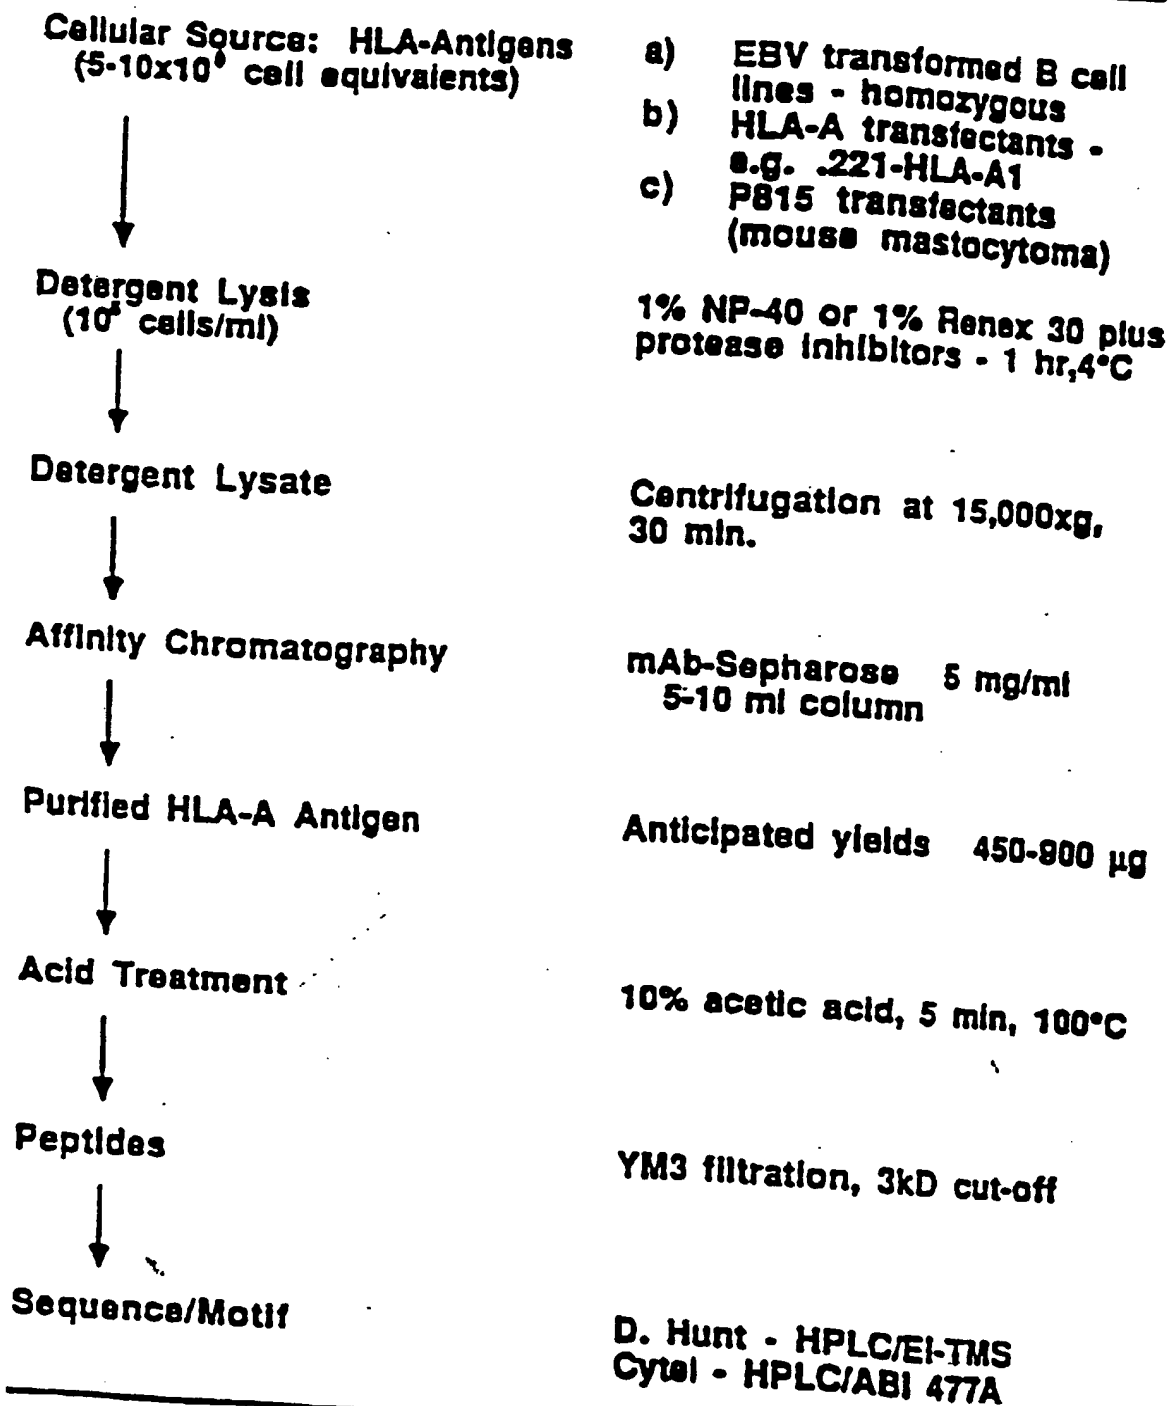 Cellular Source: HLA-Antigens
(5-10x10⁹ cell equivalents)
a) EBV transformed B cell
lines - homozygous
b) HLA-A transfectants -
e.g. .221-HLA-A1
c) P815 transfectants
(mouse mastocytoma)
Detergent Lysis
(10⁸ cells/ml)
1% NP-40 or 1% Renex 30 plus
protease inhibitors - 1 hr,4°C
Detergent Lysate
Centrifugation at 15,000xg,
30 min.
Affinity Chromatography
mAb-Sepharose 5 mg/ml
5-10 ml column
Purified HLA-A Antigen
Anticipated yields 450-900 µg
Acid Treatment
10% acetic acid, 5 min, 100°C
Peptides
YM3 filtration, 3kD cut-off
Sequence/Motif
D. Hunt - HPLC/EI-TMS
Cytel - HPLC/ABI 477A